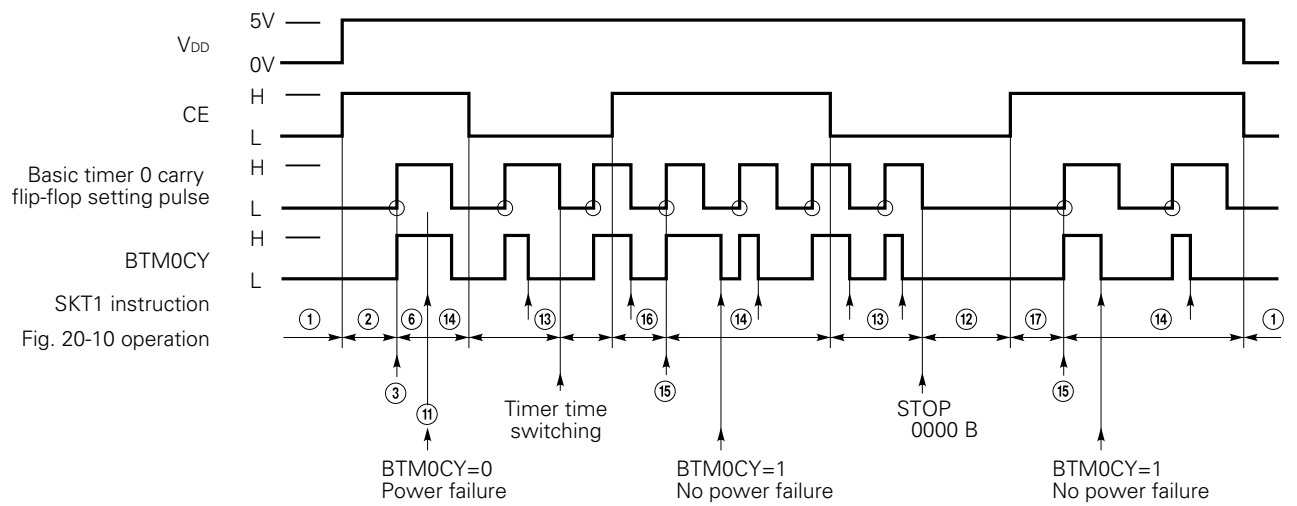 5V
VDD
0V
H
CE
L
H
Basic timer 0 carry
flip-flop setting pulse
L
H
BTM0CY
L
SKT1 instruction
Fig. 20-10 operation
① ② ⑥ ⑭ ⑬ ⑯ ⑭ ⑬ ⑫ ⑰ ⑭ ①
③ ⑪ ⑮ ⑮
Timer time
switching
STOP
0000 B
BTM0CY=0
Power failure
BTM0CY=1
No power failure
BTM0CY=1
No power failure